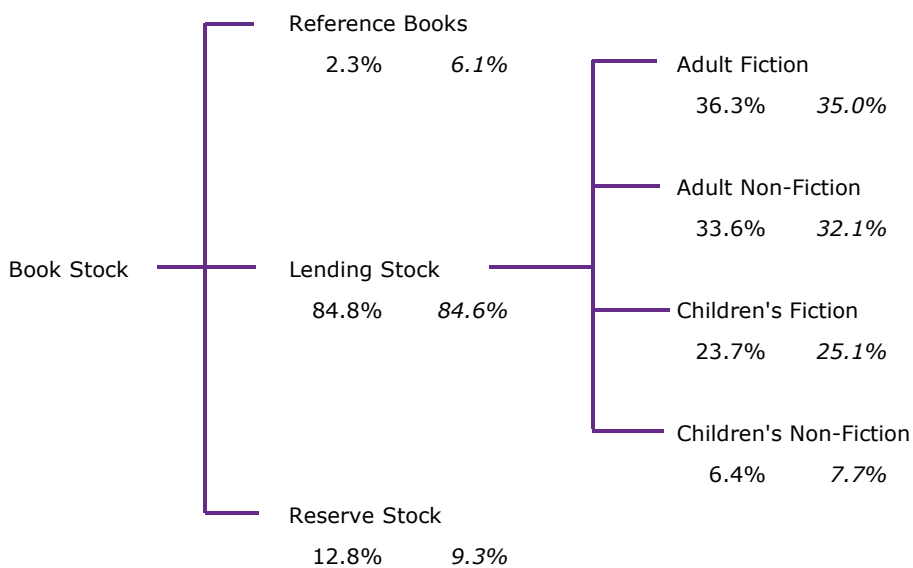 Reference Books
2.3% 6.1%
Adult Fiction
36.3% 35.0%
Adult Non-Fiction
33.6% 32.1%
Book Stock
Lending Stock
84.8% 84.6%
Children's Fiction
23.7% 25.1%
Children's Non-Fiction
6.4% 7.7%
Reserve Stock
12.8% 9.3%